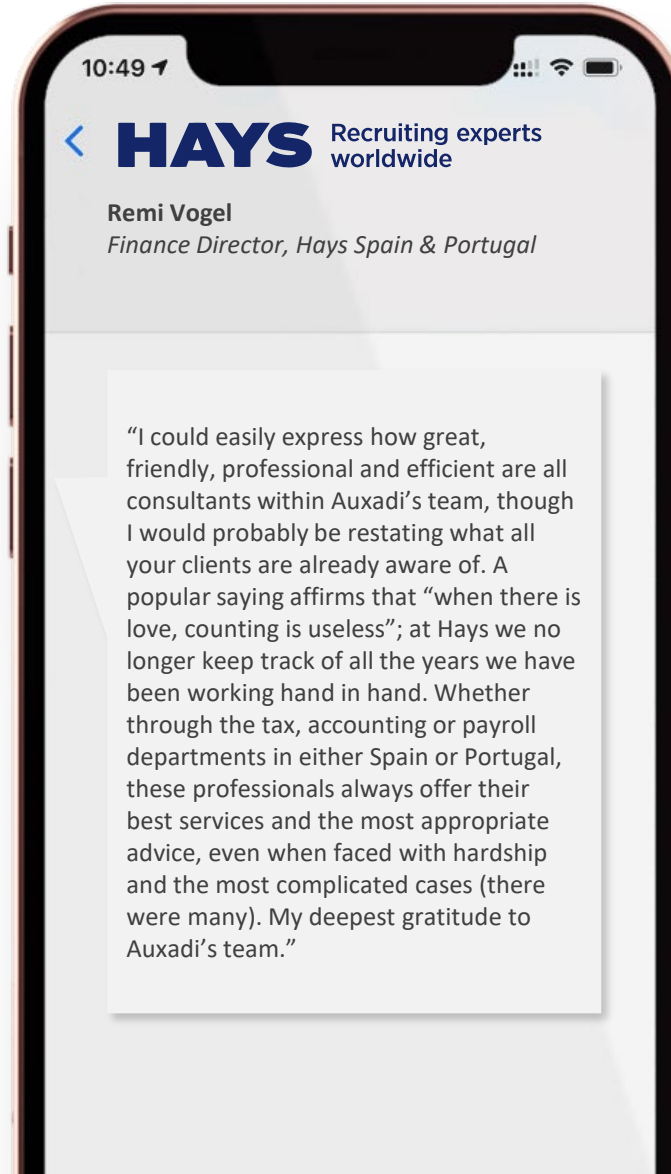 10:49
HAYS Recruiting experts
worldwide
Remi Vogel
Finance Director, Hays Spain & Portugal
“I could easily express how great,
friendly, professional and efficient are all
consultants within Auxadi’s team, though
I would probably be restating what all
your clients are already aware of. A
popular saying affirms that “when there is
love, counting is useless”; at Hays we no
longer keep track of all the years we have
been working hand in hand. Whether
through the tax, accounting or payroll
departments in either Spain or Portugal,
these professionals always offer their
best services and the most appropriate
advice, even when faced with hardship
and the most complicated cases (there
were many). My deepest gratitude to
Auxadi’s team.”